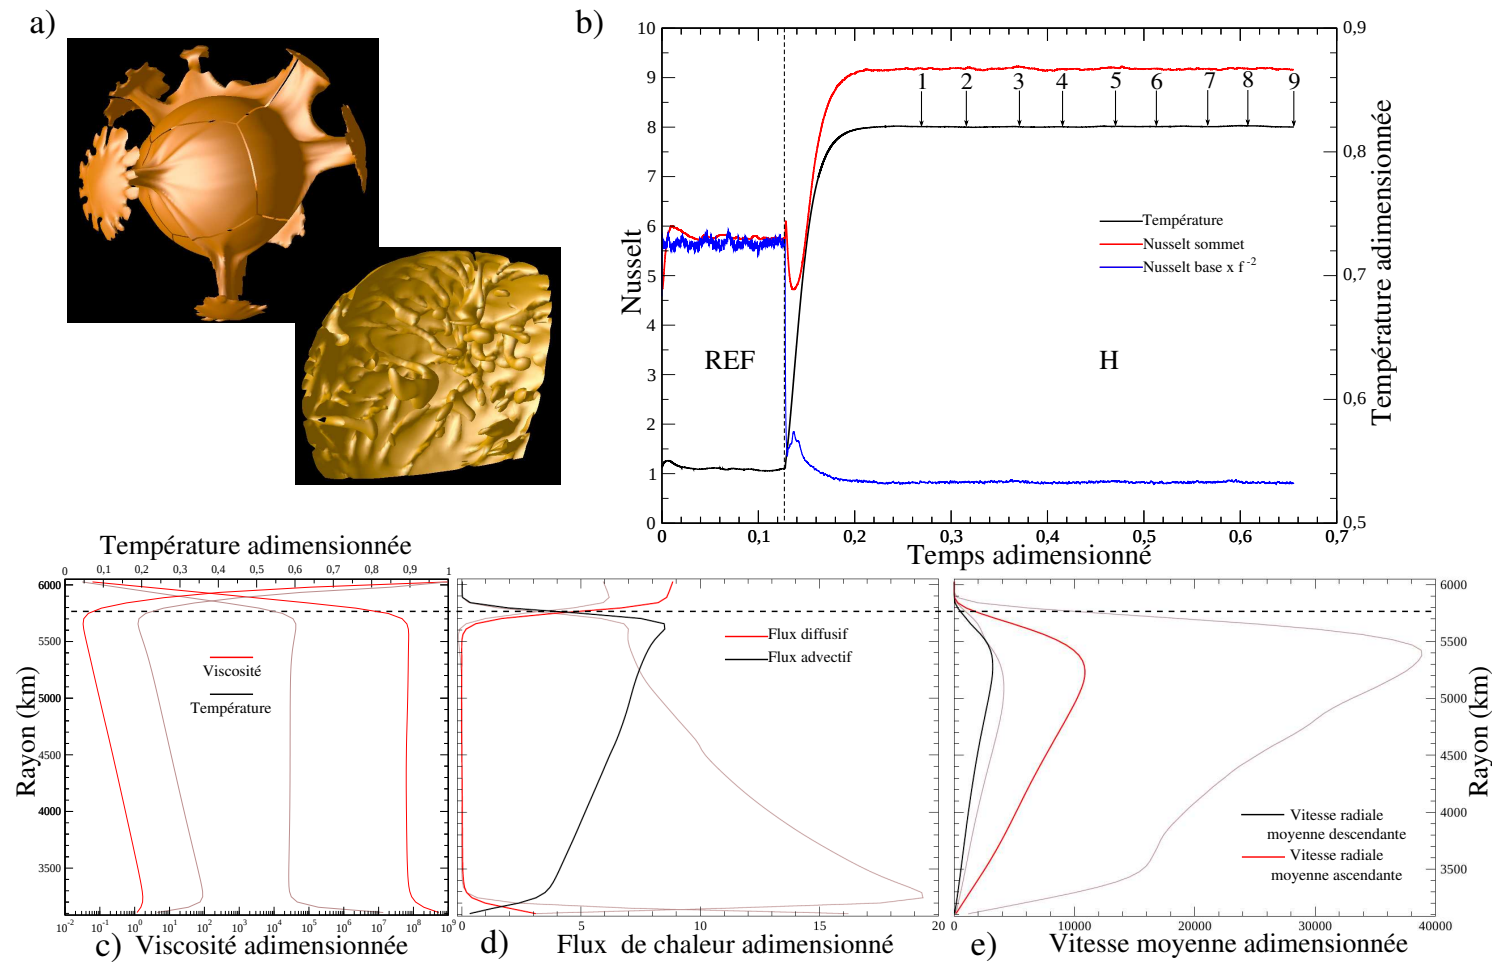 a)
b)
Nusselt
10
9
8
7
6
5
4
3
2
1
0
0,9
0,8
0,7
0,6
0,5
Température adimensionnée
1 2 3 4 5 6 7 8 9
Température
Nusselt sommet
Nusselt base x f -2
REF
H
0 0,1 0,2 0,3 0,4 0,5 0,6 0,7
Temps adimensionné
Température adimensionnée
0 0,1 0,2 0,3 0,4 0,5 0,6 0,7 0,8 0,9 1
6000
5500
5000
4500
4000
3500
Rayon (km)
Viscosité
Température
10-2 10-1 100 101 102 103 104 105 106 107 108 109
c)
Viscosité adimensionnée
Flux diffusif
Flux advectif
0 5 10 15 20
d)
Flux de chaleur adimensionné
Vitesse radiale
moyenne descendante
Vitesse radiale
moyenne ascendante
0 10000 20000 30000 40000
6000
5500
5000
4500
4000
3500
Rayon (km)
e)
Vitesse moyenne adimensionnée